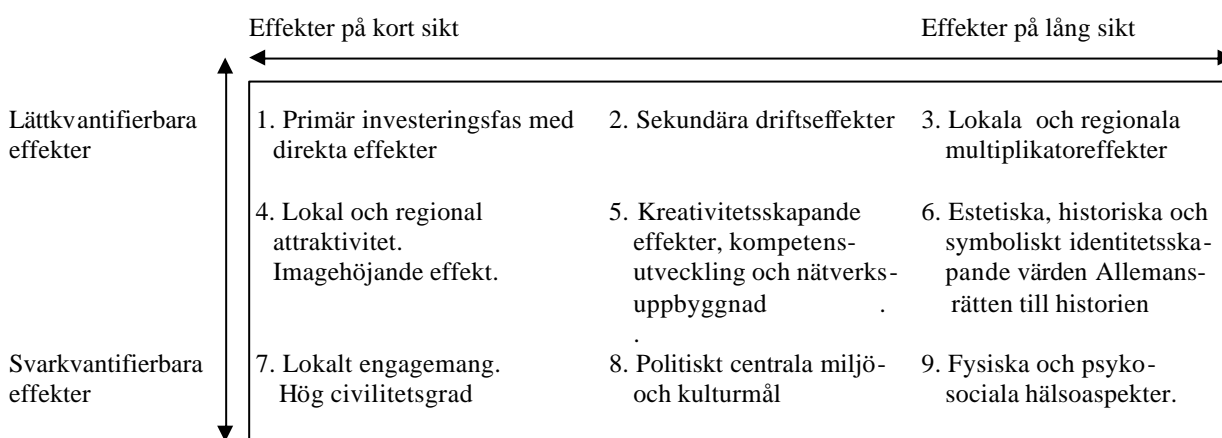 Effekter på kort sikt
Effekter på lång sikt
Lättkvantifierbara
effekter
1. Primär investeringsfas med
direkta effekter
2. Sekundära driftseffekter
3. Lokala och regionala
multiplikatoreffekter
4. Lokal och regional
attraktivitet.
Imagehöjande effekt.
5. Kreativitetsskapande
effekter, kompetens-
utveckling och nätverks-
uppbyggnad .
.
6. Estetiska, historiska och
symboliskt identitetsska-
pande värden Allemans-
rätten till historien
Svarkvantifierbara
effekter
7. Lokalt engagemang.
Hög civilitetsgrad
8. Politiskt centrala miljö-
och kulturmål
9. Fysiska och psyko-
sociala hälsoaspekter.